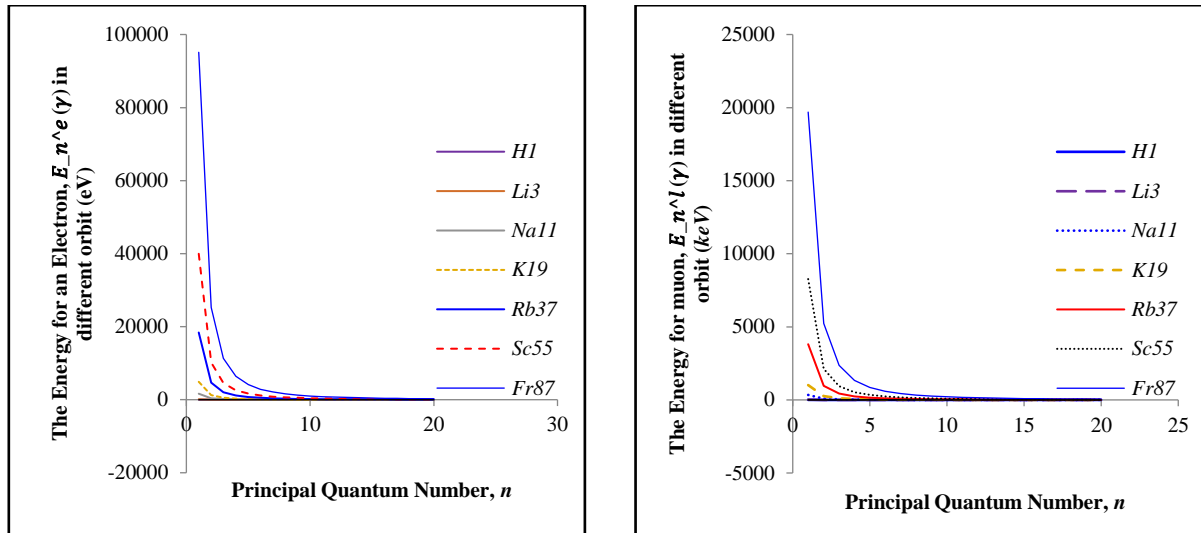 The Energy for an Electron, E_n^e (γ) in
different orbit (eV)
100000
80000
60000
40000
20000
0
-20000
0
10
20
30
Principal Quantum Number, n
H1
Li3
Na11
K19
Rb37
Sc55
Fr87
The Energy for muon, E_n^l (γ) in different
orbit (keV)
25000
20000
15000
10000
5000
0
-5000
0
5
10
15
20
25
Principal Quantum Number, n
H1
Li3
Na11
K19
Rb37
Sc55
Fr87